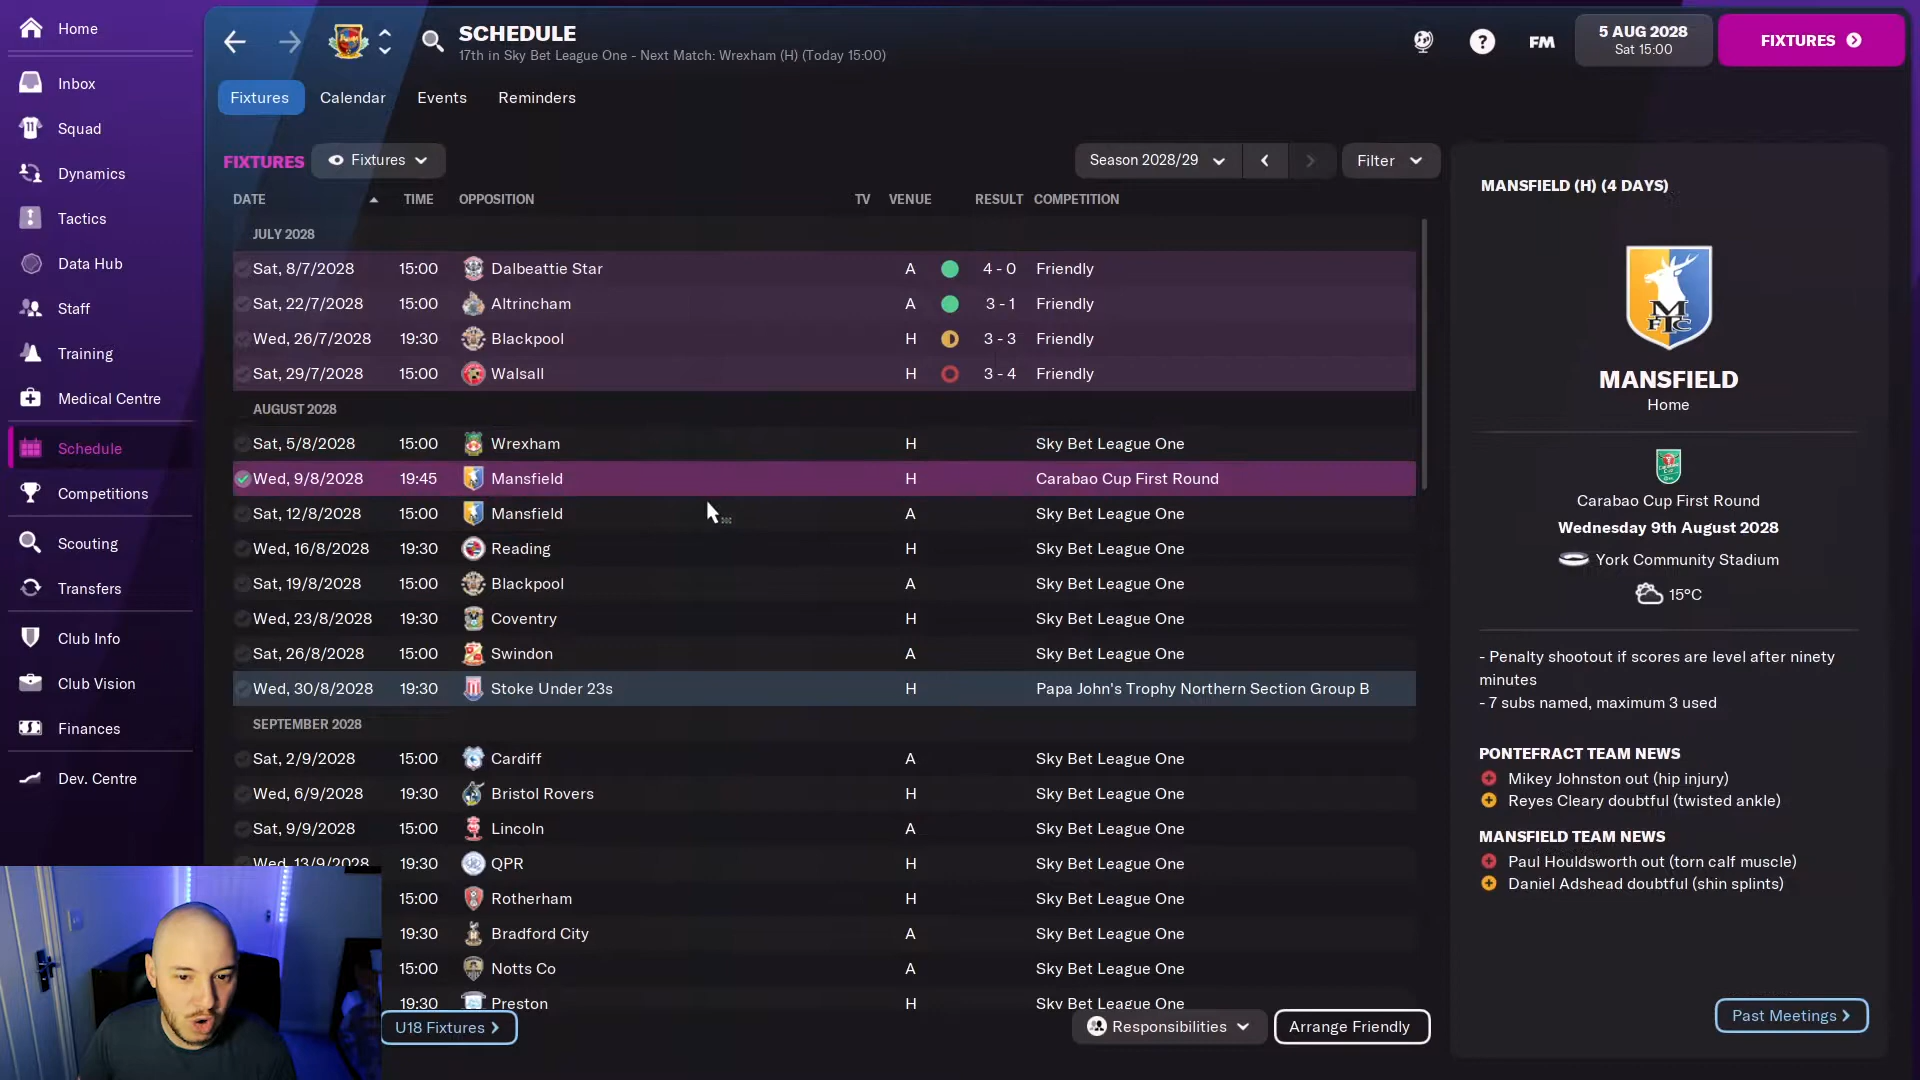 Home
Inbox
Squad
Dynamics
Tactics
Data Hub
Staff
Training
Medical Centre
Schedule
Competitions
Scouting
Transfers
Club Info
Club Vision
Finances
Dev. Centre
SCHEDULE
17th in Sky Bet League One - Next Match: Wrexham (H) (Today 15:00)
FM
5 AUG 2028
Sat 15:00
FIXTURES
Fixtures Calendar Events Reminders
FIXTURES Fixtures Season 2028/29 Filter
DATE TIME OPPOSITION TV VENUE RESULT COMPETITION
JULY 2028
Sat, 8/7/2028 15:00 Dalbeattie Star A 4 - 0 Friendly
Sat, 22/7/2028 15:00 Altrincham A 3 - 1 Friendly
Wed, 26/7/2028 19:30 Blackpool H 3 - 3 Friendly
Sat, 29/7/2028 15:00 Walsall H 3 - 4 Friendly
AUGUST 2028
Sat, 5/8/2028 15:00 Wrexham H Sky Bet League One
Wed, 9/8/2028 19:45 Mansfield H Carabao Cup First Round
Sat, 12/8/2028 15:00 Mansfield A Sky Bet League One
Wed, 16/8/2028 19:30 Reading H Sky Bet League One
Sat, 19/8/2028 15:00 Blackpool A Sky Bet League One
Wed, 23/8/2028 19:30 Coventry H Sky Bet League One
Sat, 26/8/2028 15:00 Swindon A Sky Bet League One
Wed, 30/8/2028 19:30 Stoke Under 23s H Papa John's Trophy Northern Section Group B
SEPTEMBER 2028
Sat, 2/9/2028 15:00 Cardiff A Sky Bet League One
Wed, 6/9/2028 19:30 Bristol Rovers H Sky Bet League One
Sat, 9/9/2028 15:00 Lincoln A Sky Bet League One
Wed, 13/9/2028 19:30 QPR H Sky Bet League One
15:00 Rotherham H Sky Bet League One
19:30 Bradford City A Sky Bet League One
15:00 Notts Co A Sky Bet League One
19:30 Preston H Sky Bet League One
U18 Fixtures
Responsibilities
Arrange Friendly
MANSFIELD (H) (4 DAYS)
MANSFIELD
Home
Carabao Cup First Round
Wednesday 9th August 2028
York Community Stadium
15°C
- Penalty shootout if scores are level after ninety
minutes
- 7 subs named, maximum 3 used
PONTEFRACT TEAM NEWS
Mikey Johnston out (hip injury)
Reyes Cleary doubtful (twisted ankle)
MANSFIELD TEAM NEWS
Paul Houldsworth out (torn calf muscle)
Daniel Adshead doubtful (shin splints)
Past Meetings